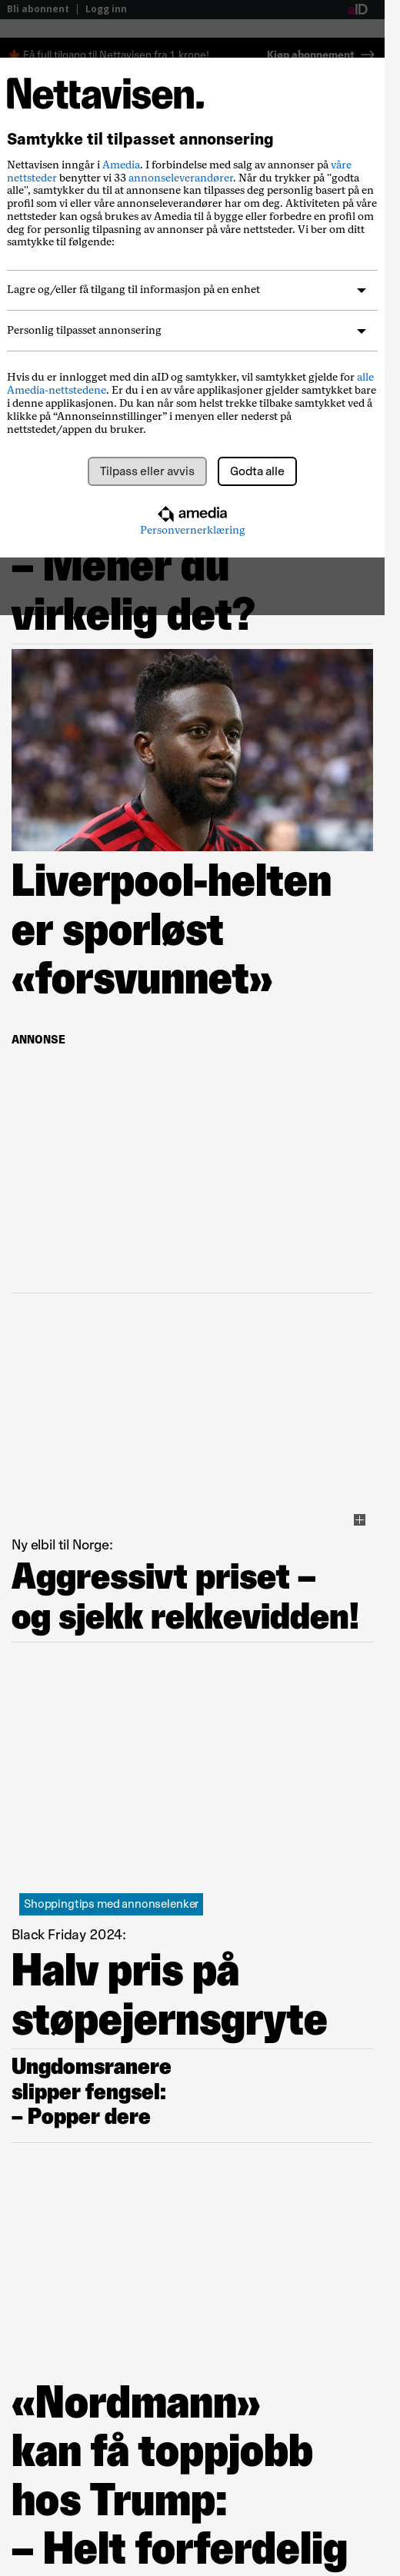 Bli abonnent | Logg inn
aID
🍁 Få full tilgang til Nettavisen fra 1 krone!
Kjøp abonnement →
Nettavisen.
Samtykke til tilpasset annonsering
Nettavisen inngår i Amedia. I forbindelse med salg av annonser på våre
nettsteder benytter vi 33 annonseleverandører. Når du trykker på "godta
alle", samtykker du til at annonsene kan tilpasses deg personlig basert på en
profil som vi eller våre annonseleverandører har om deg. Aktiviteten på våre
nettsteder kan også brukes av Amedia til å bygge eller forbedre en profil om
deg for personlig tilpasning av annonser på våre nettsteder. Vi ber om ditt
samtykke til følgende:
Lagre og/eller få tilgang til informasjon på en enhet
Personlig tilpasset annonsering
Hvis du er innlogget med din aID og samtykker, vil samtykket gjelde for alle
Amedia-nettstedene. Er du i en av våre applikasjoner gjelder samtykket bare
i denne applikasjonen. Du kan når som helst trekke tilbake samtykket ved å
klikke på “Annonseinnstillinger” i menyen eller nederst på
nettstedet/appen du bruker.
Tilpass eller avvis
Godta alle
amedia
Personvernerklæring
– Mener du
virkelig det?
Liverpool-helten
er sporløst
«forsvunnet»
ANNONSE
Ny elbil til Norge:
Aggressivt priset –
og sjekk rekkevidden!
Shoppingtips med annonselenker
Black Friday 2024:
Halv pris på
støpejernsgryte
Ungdomsranere
slipper fengsel:
– Popper dere
«Nordmann»
kan få toppjobb
hos Trump:
– Helt forferdelig